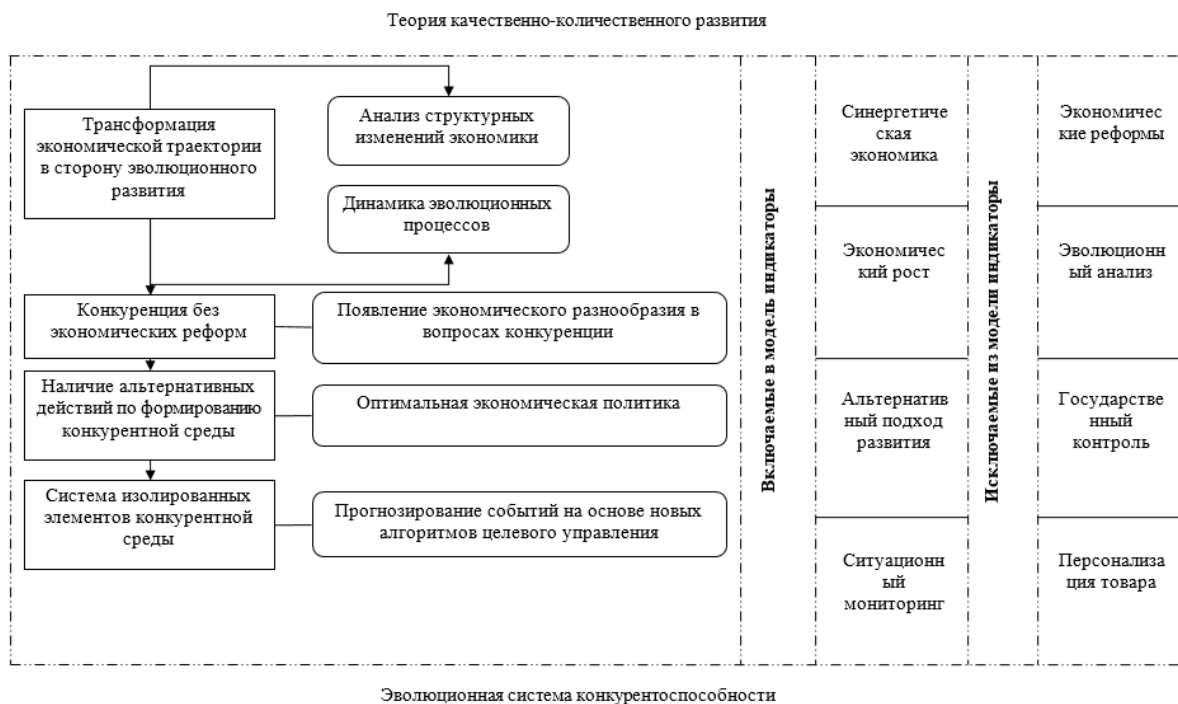 Теория качественно-количественного развития
Трансформация
экономической траектории
в сторону эволюционного
развития
Анализ структурных
изменений экономики
Динамика эволюционных
процессов
Конкуренция без
экономических реформ
Появление экономического разнообразия в
вопросах конкуренции
Наличие альтернативных
действий по формированию
конкурентной среды
Оптимальная экономическая политика
Система изолированных
элементов конкурентной
среды
Прогнозирование событий на основе новых
алгоритмов целевого управления
Включаемые в модель индикаторы
Синергетиче
ская
экономика
Экономичес
кий рост
Альтернатив
ный подход
развития
Ситуационн
ый
мониторинг
Исключаемые из модели индикаторы
Экономичес
кие реформы
Эволюционн
ый анализ
Государстве
нный
контроль
Персонализа
ция товара
Эволюционная система конкурентоспособности